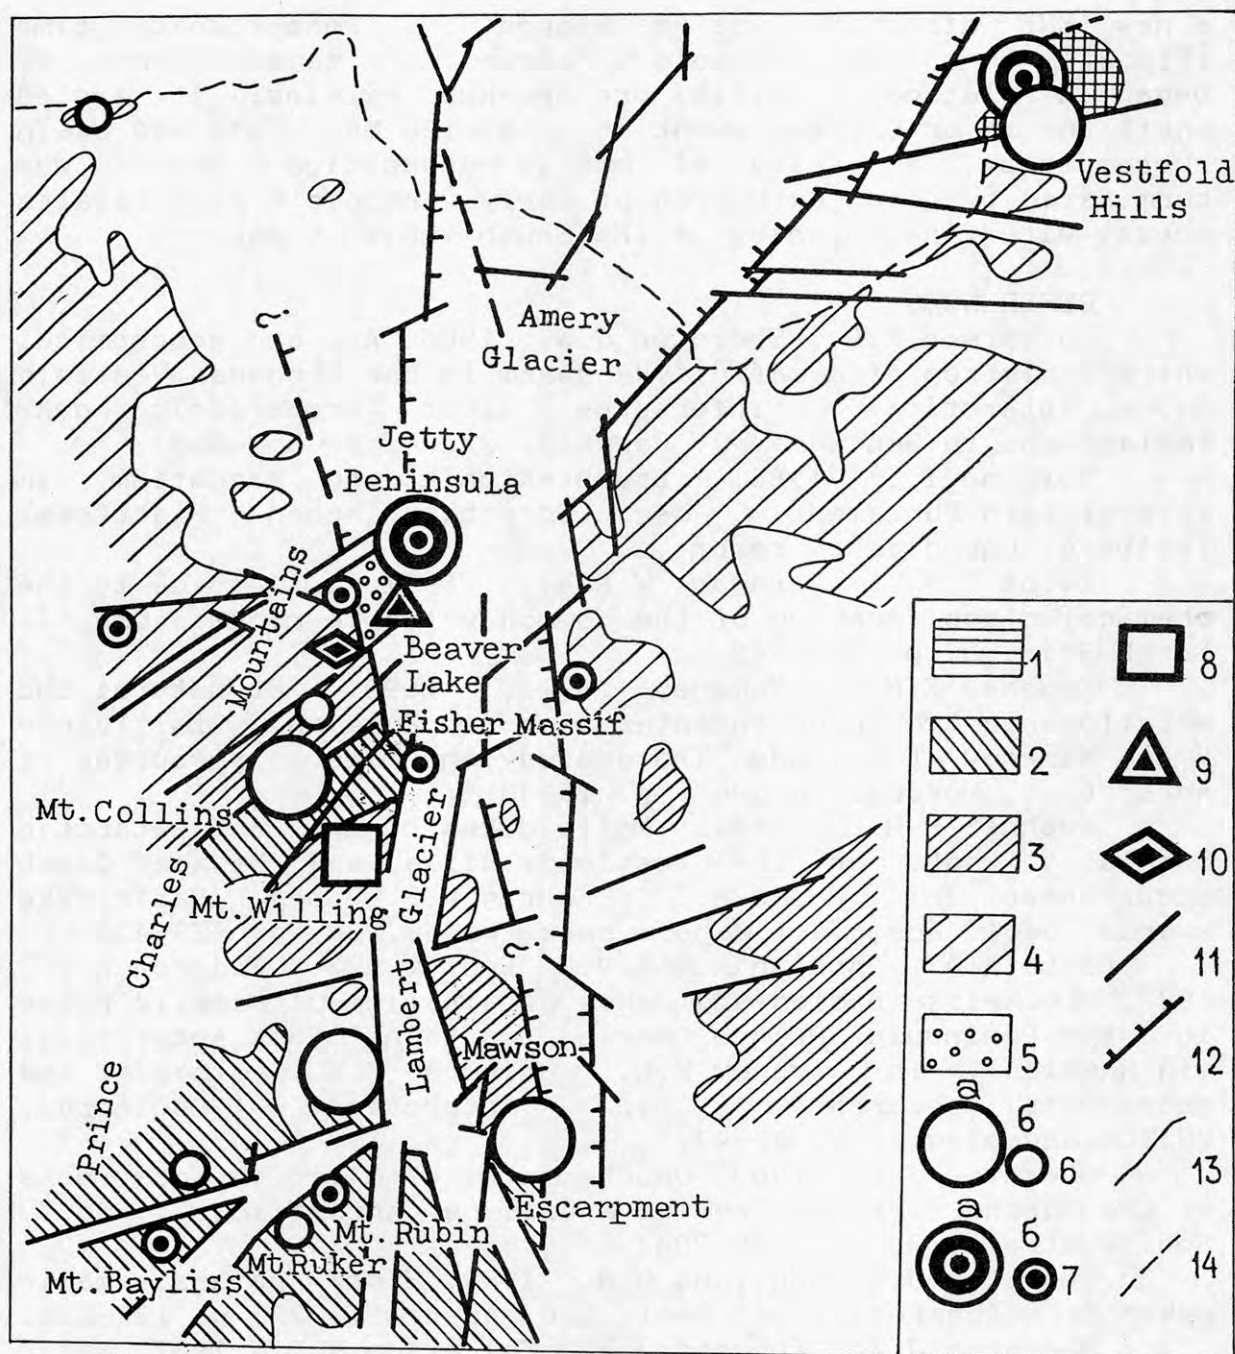 Vestfold
Hills
?
Amery
Glacier
Jetty
Peninsula
Mountains
Beaver
Lake
Fisher Massif
Mt.Collins
Charles
Glacier
Mt.Willing
Lambert
?
Mawson
Prince
Escarpment
Mt.Rubin
Mt.Ruker
Mt.Bayliss
1
8
2
9
3
10
4
11
5
12
а
б
6
13
а
б
7
14